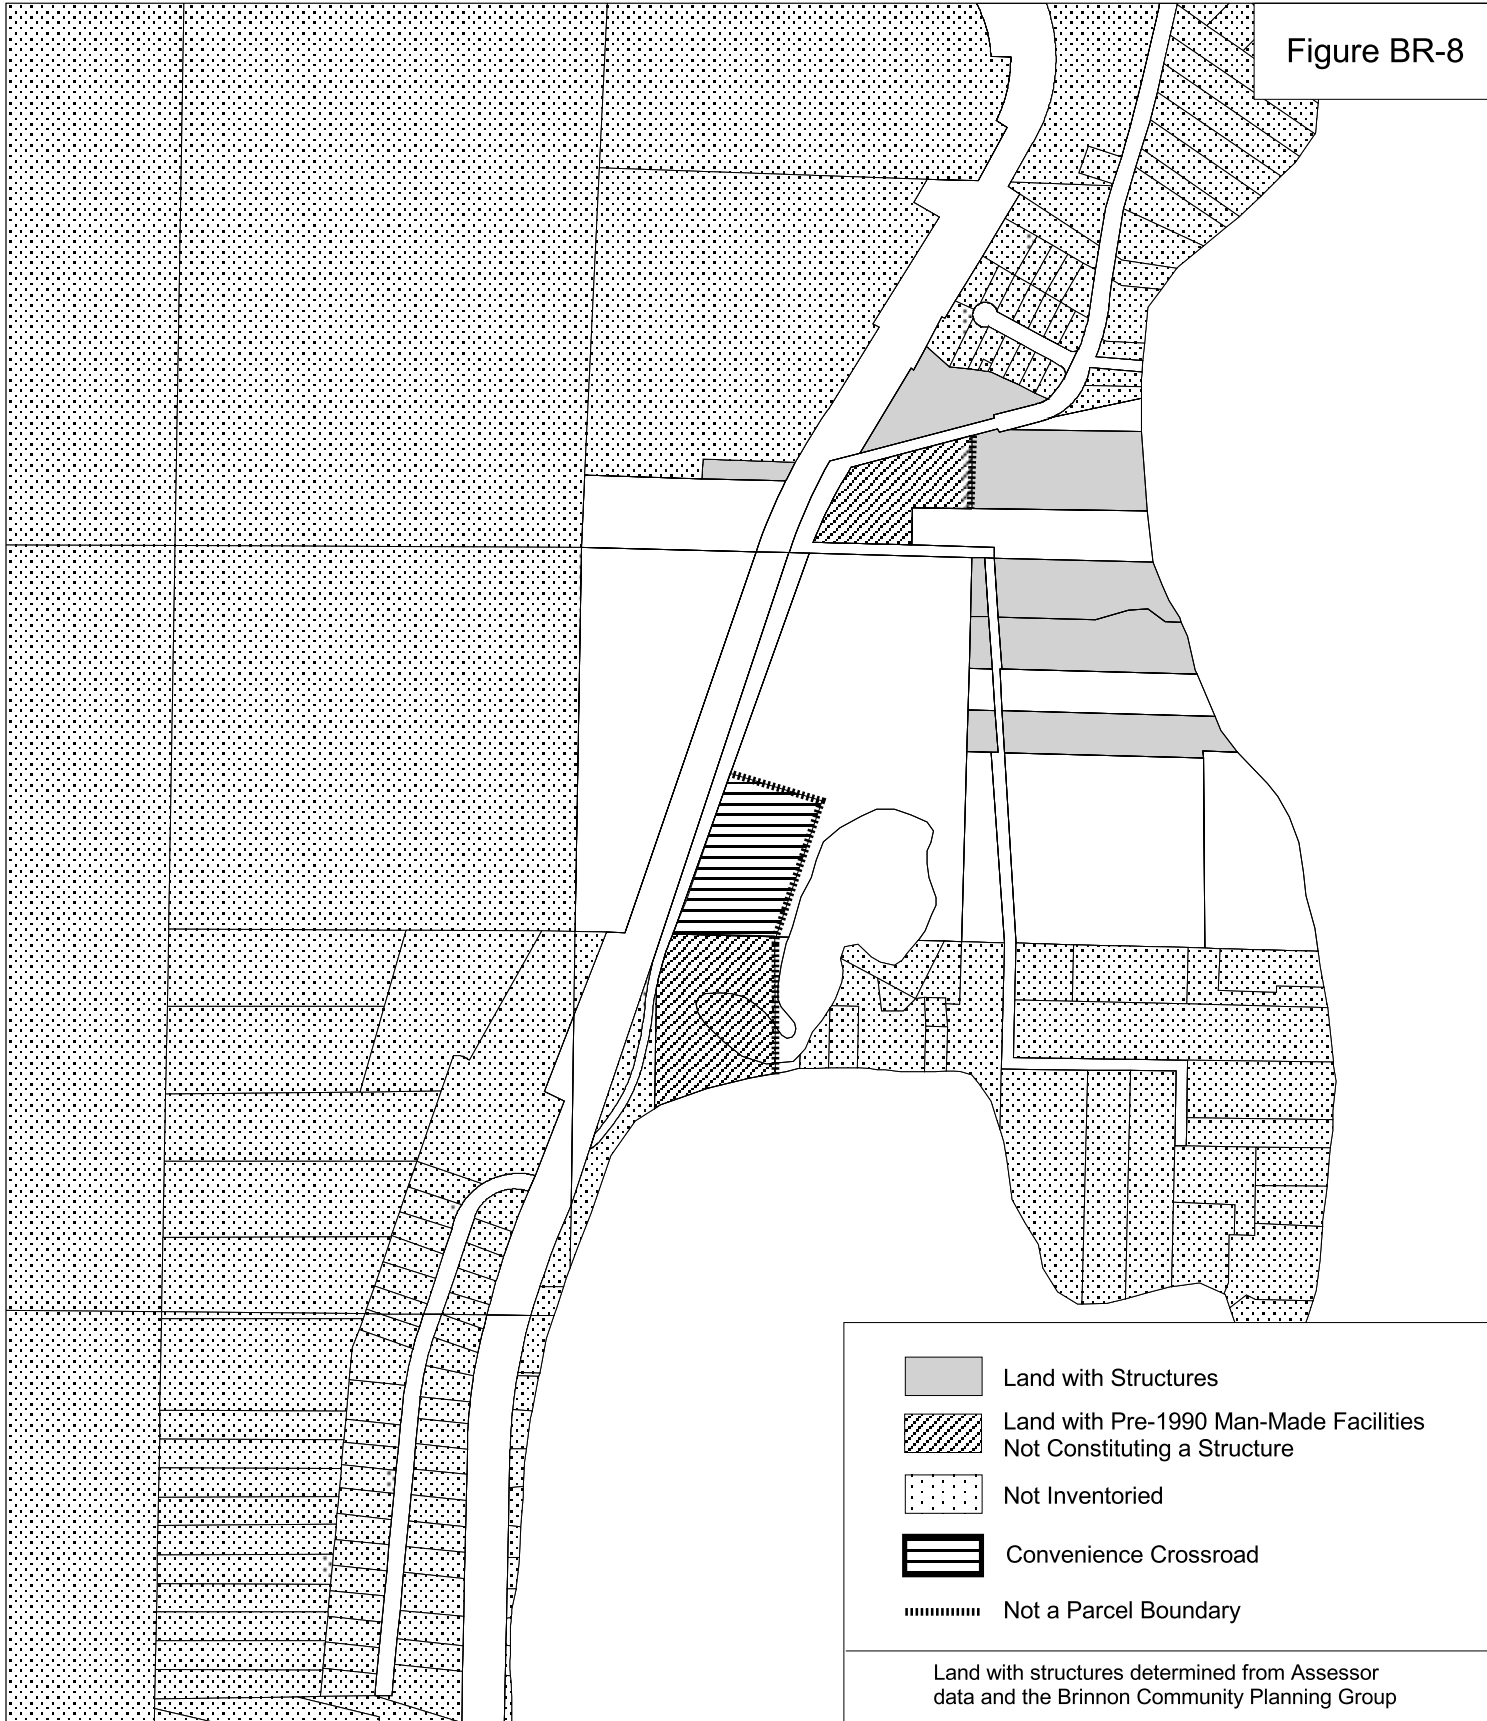 Figure BR-8
Land with Structures
Land with Pre-1990 Man-Made Facilities
Not Constituting a Structure
Not Inventoried
Convenience Crossroad
Not a Parcel Boundary
Land with structures determined from Assessor
data and the Brinnon Community Planning Group